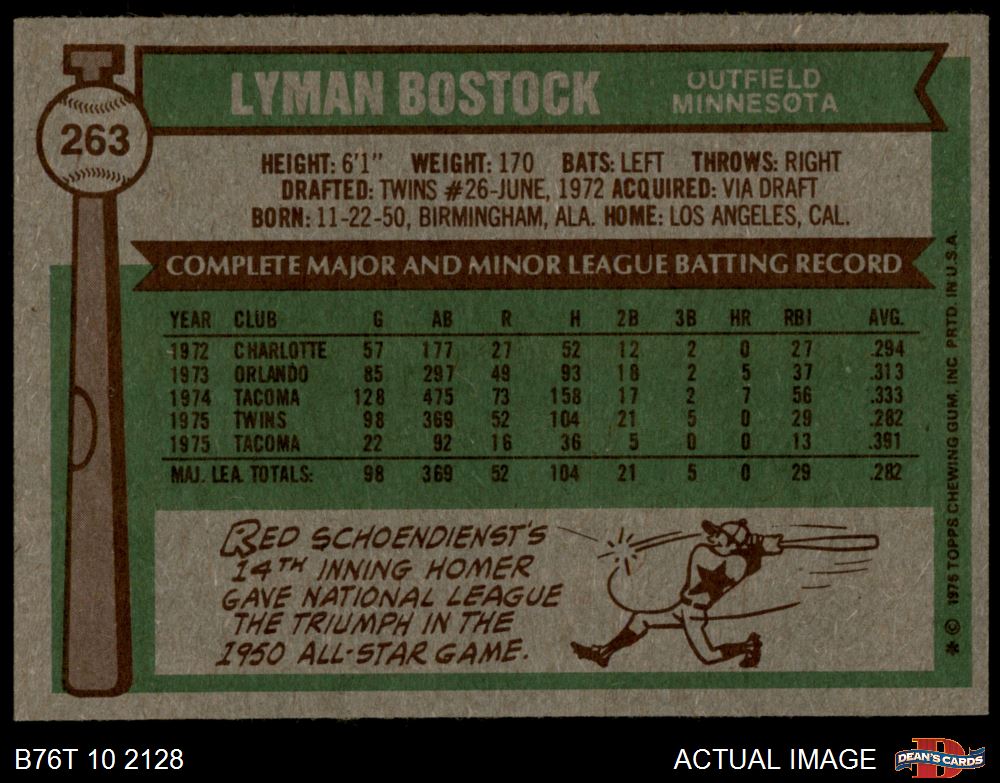 263
LYMAN BOSTOCK
OUTFIELD
MINNESOTA
HEIGHT: 6'1" WEIGHT: 170 BATS: LEFT THROWS: RIGHT
DRAFTED: TWINS #26-JUNE, 1972 ACQUIRED: VIA DRAFT
BORN: 11-22-50, BIRMINGHAM, ALA. HOME: LOS ANGELES, CAL.
COMPLETE MAJOR AND MINOR LEAGUE BATTING RECORD
YEAR CLUB G AB R H 2B 3B HR RBI AVG.
1972 CHARLOTTE 57 177 27 52 12 2 0 27 .294
1973 ORLANDO 85 297 49 93 18 2 5 37 .313
1974 TACOMA 128 475 73 158 17 2 7 56 .333
1975 TWINS 98 369 52 104 21 5 0 29 .282
1975 TACOMA 22 92 16 36 5 0 0 13 .391
MAJ. LEA. TOTALS: 98 369 52 104 21 5 0 29 .282
RED SCHOENDIENST'S
14TH INNING HOMER
GAVE NATIONAL LEAGUE
THE TRIUMPH IN THE
1950 ALL-STAR GAME.
* © 1976 TOPPS CHEWING GUM, INC. PRTD. IN U.S.A.
B76T 10 2128
ACTUAL IMAGE
D
DEAN'S CARDS